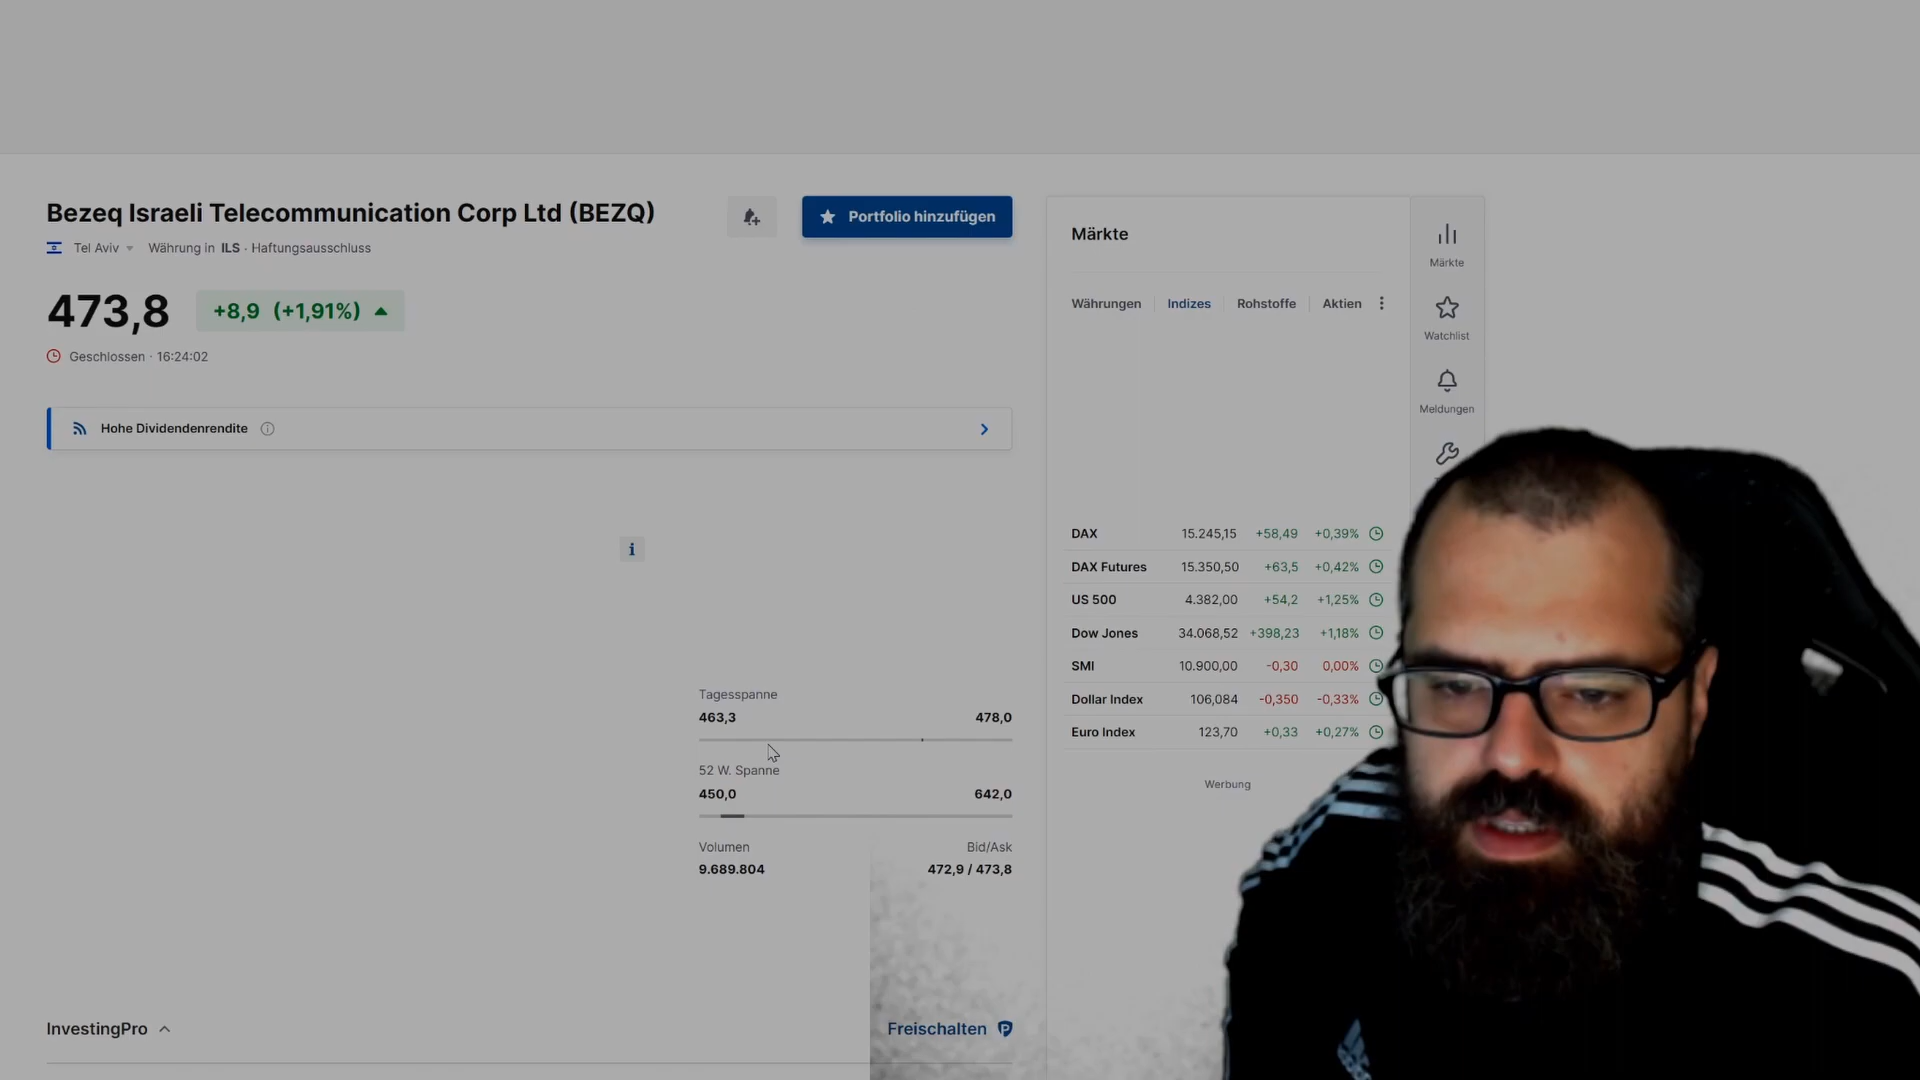 Bezeq Israeli Telecommunication Corp Ltd (BEZQ)
Portfolio hinzufügen
Tel Aviv
Währung in ILS · Haftungsausschluss
473,8
+8,9 (+1,91%)
Geschlossen · 16:24:02
Hohe Dividendenrendite
Tagesspanne
463,3 478,0
52 W. Spanne
450,0 642,0
Volumen Bid/Ask
9.689.804 472,9 / 473,8
InvestingPro
Freischalten
Märkte
Währungen Indizes Rohstoffe Aktien
DAX 15.245,15 +58,49 +0,39%
DAX Futures 15.350,50 +63,5 +0,42%
US 500 4.382,00 +54,2 +1,25%
Dow Jones 34.068,52 +398,23 +1,18%
SMI 10.900,00 -0,30 0,00%
Dollar Index 106,084 -0,350 -0,33%
Euro Index 123,70 +0,33 +0,27%
Werbung
Märkte
Watchlist
Meldungen